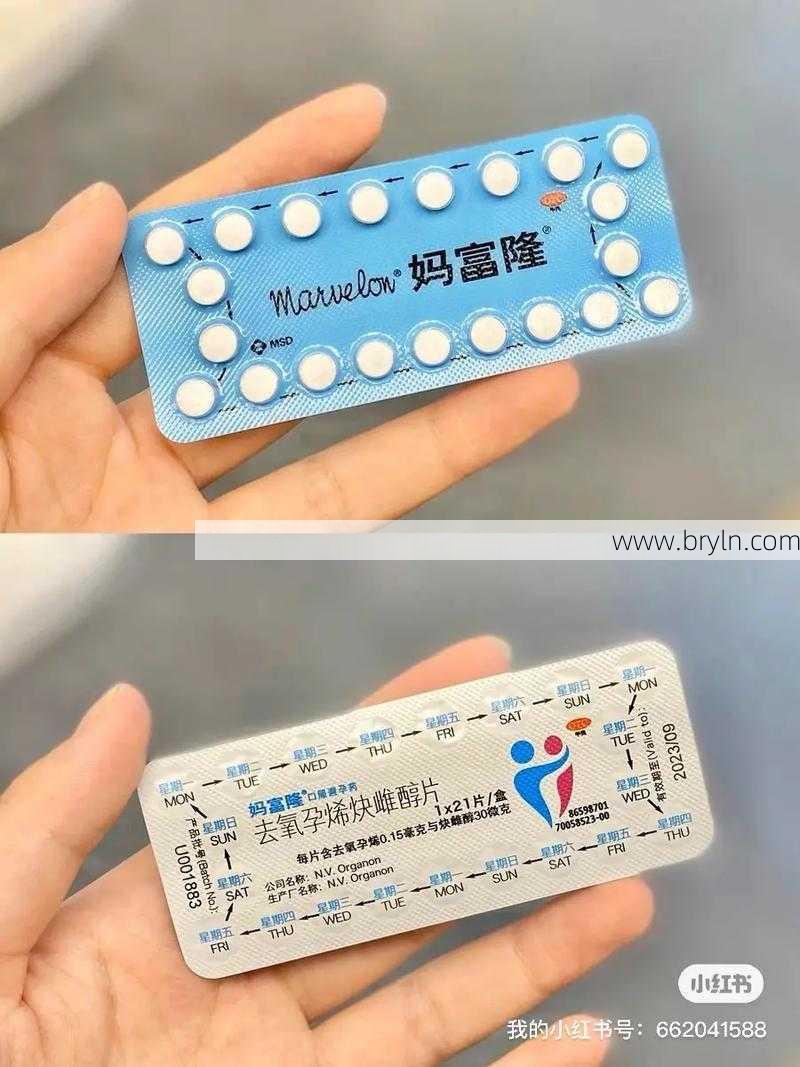 OTC
甲类
Marvelon® 妈富隆®
MSD
www.bryln.com
星期一
MON
星期二
TUE
星期三
WED
星期四
THU
星期五
FRI
星期六
SAT
星期日
SUN
星期一
MON
星期二
TUE
星期三
WED
星期四
THU
星期五
FRI
星期六
SAT
星期日
SUN
星期一
MON
星期二
TUE
星期三
WED
星期四
THU
星期五
FRI
星期六
SAT
星期日
SUN
有效期至(Valid to):
2023/09
产品批号(Batch No.):
U001883
OTC
甲类
妈富隆® 口服避孕药
去氧孕烯炔雌醇片
1×21片/盒
每片含去氧孕烯0.15毫克与炔雌醇30微克
公司名称: N.V. Organon
生产厂名称: N.V. Organon
86598701
70058523-00
小红书
我的小红书号：662041588